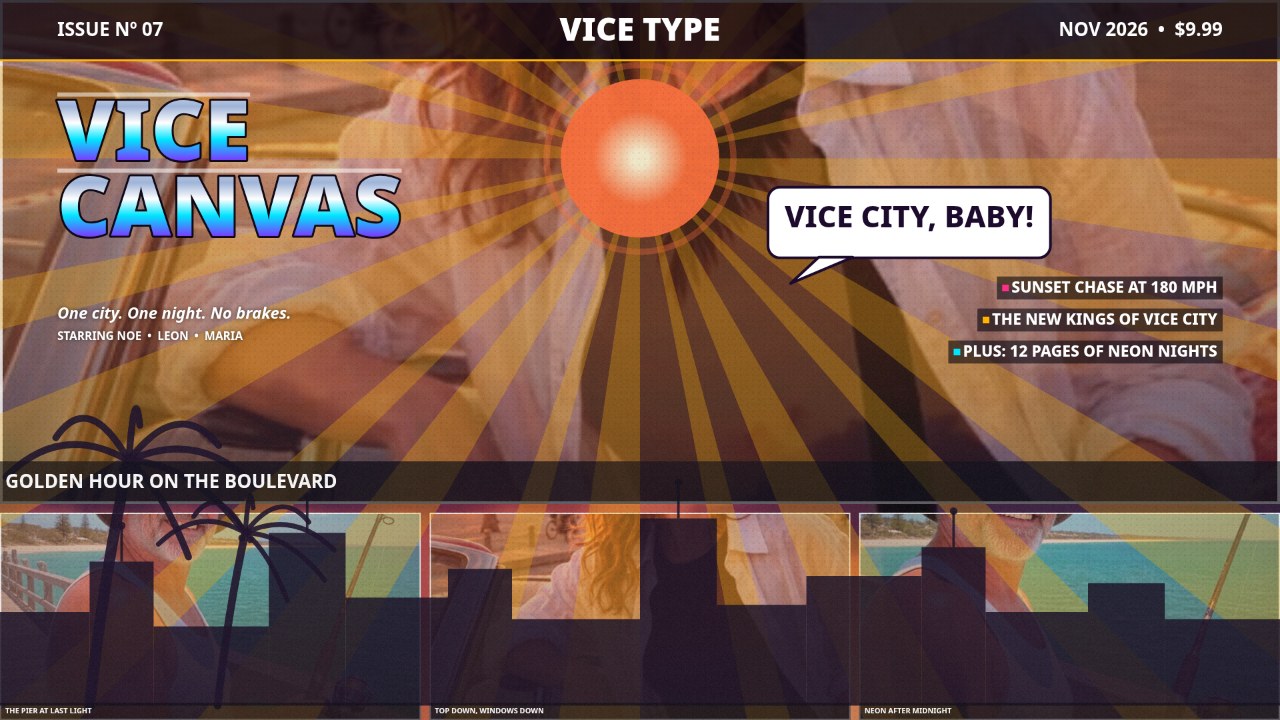 ISSUE Nº 07
VICE TYPE
NOV 2026 • $9.99
VICE
CANVAS
VICE CITY, BABY!
SUNSET CHASE AT 180 MPH
THE NEW KINGS OF VICE CITY
PLUS: 12 PAGES OF NEON NIGHTS
One city. One night. No brakes.
STARRING NOE • LEON • MARIA
GOLDEN HOUR ON THE BOULEVARD
THE PIER AT LAST LIGHT
TOP DOWN, WINDOWS DOWN
NEON AFTER MIDNIGHT